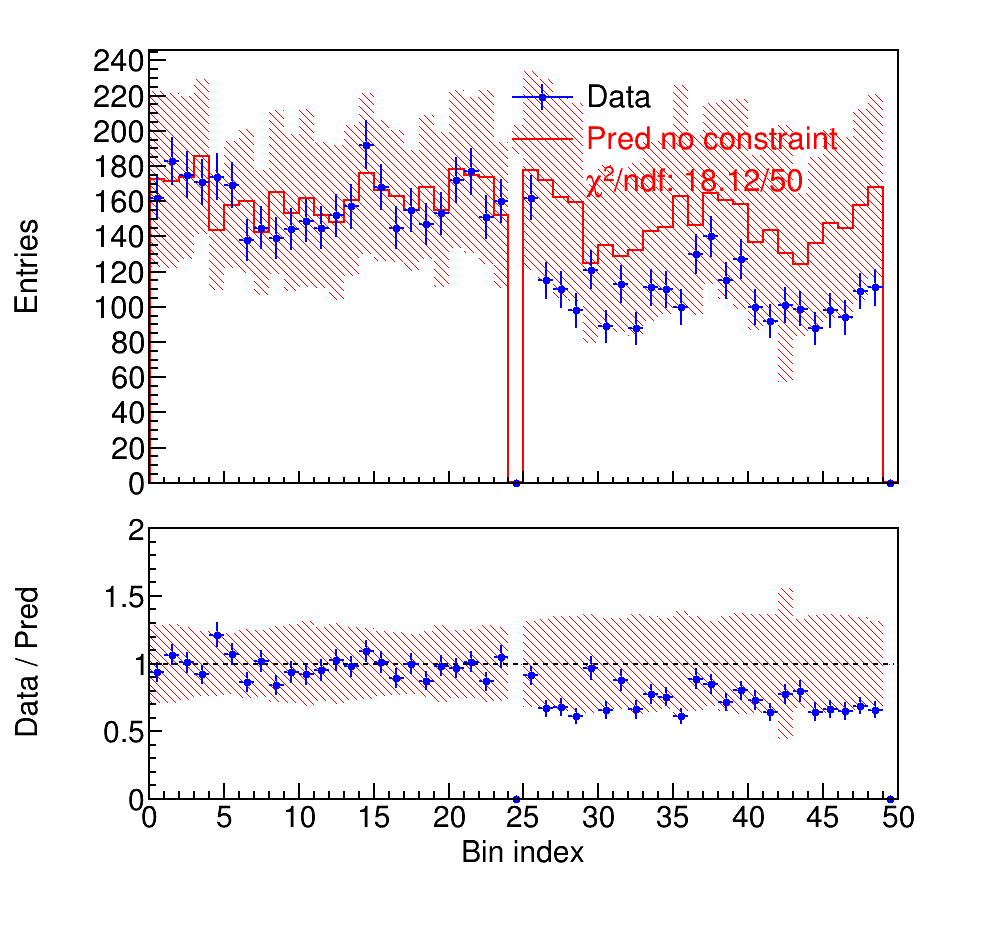 240
220
200
180
160
140
120
100
80
60
40
20
0
Entries
Data
Pred no constraint
χ²/ndf: 18.12/50
2
1.5
1
0.5
0
Data / Pred
0 5 10 15 20 25 30 35 40 45 50
Bin index